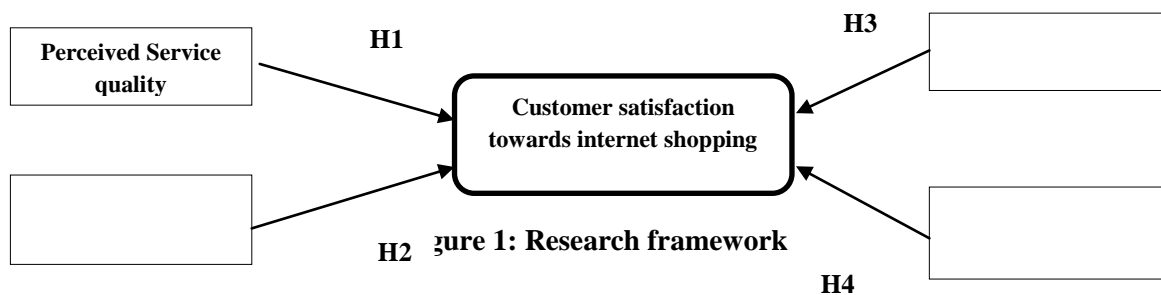 H1
H3
Perceived Service
quality
Customer satisfaction
towards internet shopping
H2
gure 1: Research framework
H4